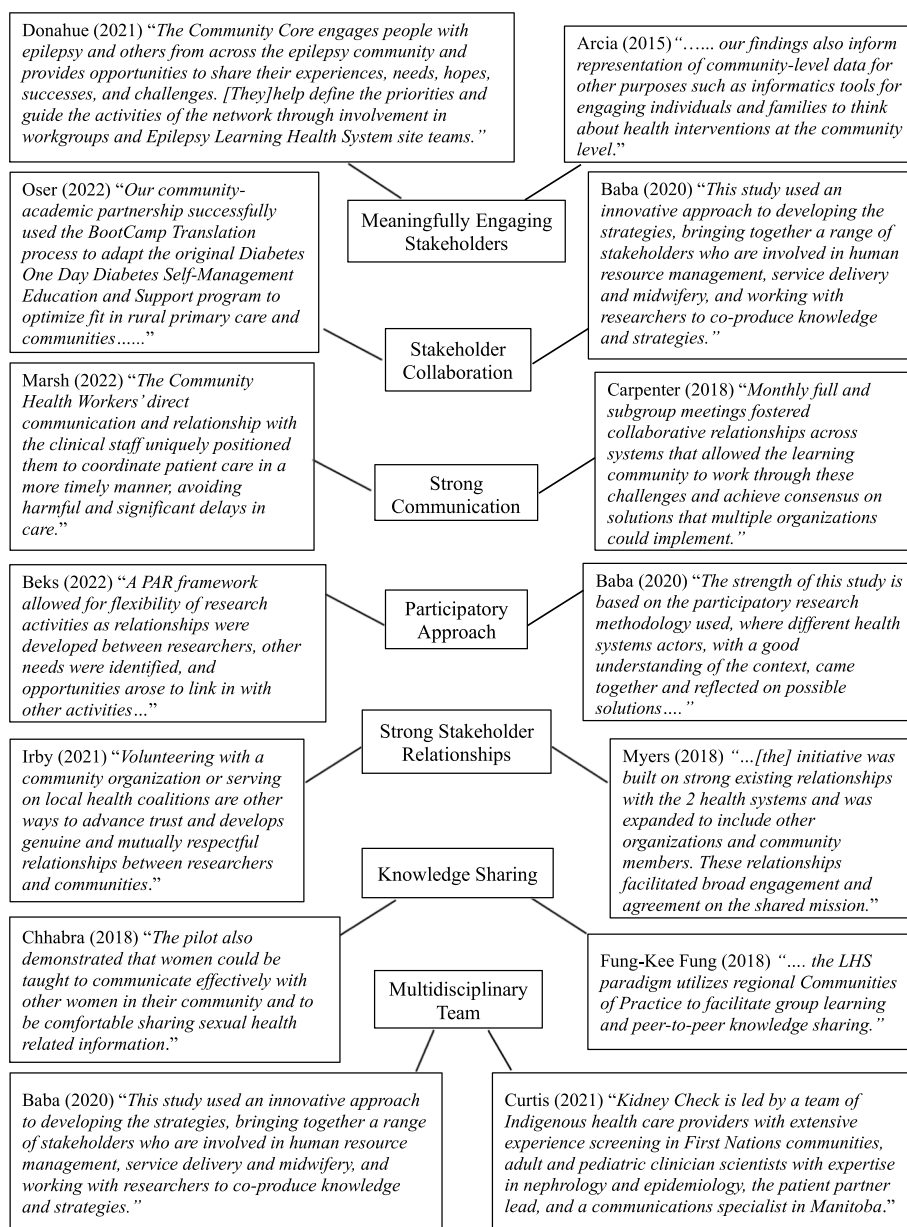 Donahue (2021) “The Community Core engages people with
epilepsy and others from across the epilepsy community and
provides opportunities to share their experiences, needs, hopes,
successes, and challenges. [They]help define the priorities and
guide the activities of the network through involvement in
workgroups and Epilepsy Learning Health System site teams.”
Arcia (2015)“…... our findings also inform
representation of community-level data for
other purposes such as informatics tools for
engaging individuals and families to think
about health interventions at the community
level.”
Meaningfully Engaging
Stakeholders
Oser (2022) “Our community-
academic partnership successfully
used the BootCamp Translation
process to adapt the original Diabetes
One Day Diabetes Self-Management
Education and Support program to
optimize fit in rural primary care and
communities……”
Baba (2020) “This study used an
innovative approach to developing the
strategies, bringing together a range of
stakeholders who are involved in human
resource management, service delivery
and midwifery, and working with
researchers to co-produce knowledge
and strategies.”
Stakeholder
Collaboration
Marsh (2022) “The Community
Health Workers’ direct
communication and relationship with
the clinical staff uniquely positioned
them to coordinate patient care in a
more timely manner, avoiding
harmful and significant delays in
care.”
Carpenter (2018) “Monthly full and
subgroup meetings fostered
collaborative relationships across
systems that allowed the learning
community to work through these
challenges and achieve consensus on
solutions that multiple organizations
could implement.”
Strong
Communication
Beks (2022) “A PAR framework
allowed for flexibility of research
activities as relationships were
developed between researchers, other
needs were identified, and
opportunities arose to link in with
other activities…”
Baba (2020) “The strength of this study is
based on the participatory research
methodology used, where different health
systems actors, with a good
understanding of the context, came
together and reflected on possible
solutions….”
Participatory
Approach
Strong Stakeholder
Relationships
Irby (2021) “Volunteering with a
community organization or serving
on local health coalitions are other
ways to advance trust and develops
genuine and mutually respectful
relationships between researchers
and communities.”
Myers (2018) “…[the] initiative was
built on strong existing relationships
with the 2 health systems and was
expanded to include other
organizations and community
members. These relationships
facilitated broad engagement and
agreement on the shared mission.”
Knowledge Sharing
Chhabra (2018) “The pilot also
demonstrated that women could be
taught to communicate effectively with
other women in their community and to
be comfortable sharing sexual health
related information.”
Fung-Kee Fung (2018) “…. the LHS
paradigm utilizes regional Communities
of Practice to facilitate group learning
and peer-to-peer knowledge sharing.”
Multidisciplinary
Team
Baba (2020) “This study used an innovative approach
to developing the strategies, bringing together a range
of stakeholders who are involved in human resource
management, service delivery and midwifery, and
working with researchers to co-produce knowledge
and strategies.”
Curtis (2021) “Kidney Check is led by a team of
Indigenous health care providers with extensive
experience screening in First Nations communities,
adult and pediatric clinician scientists with expertise
in nephrology and epidemiology, the patient partner
lead, and a communications specialist in Manitoba.”